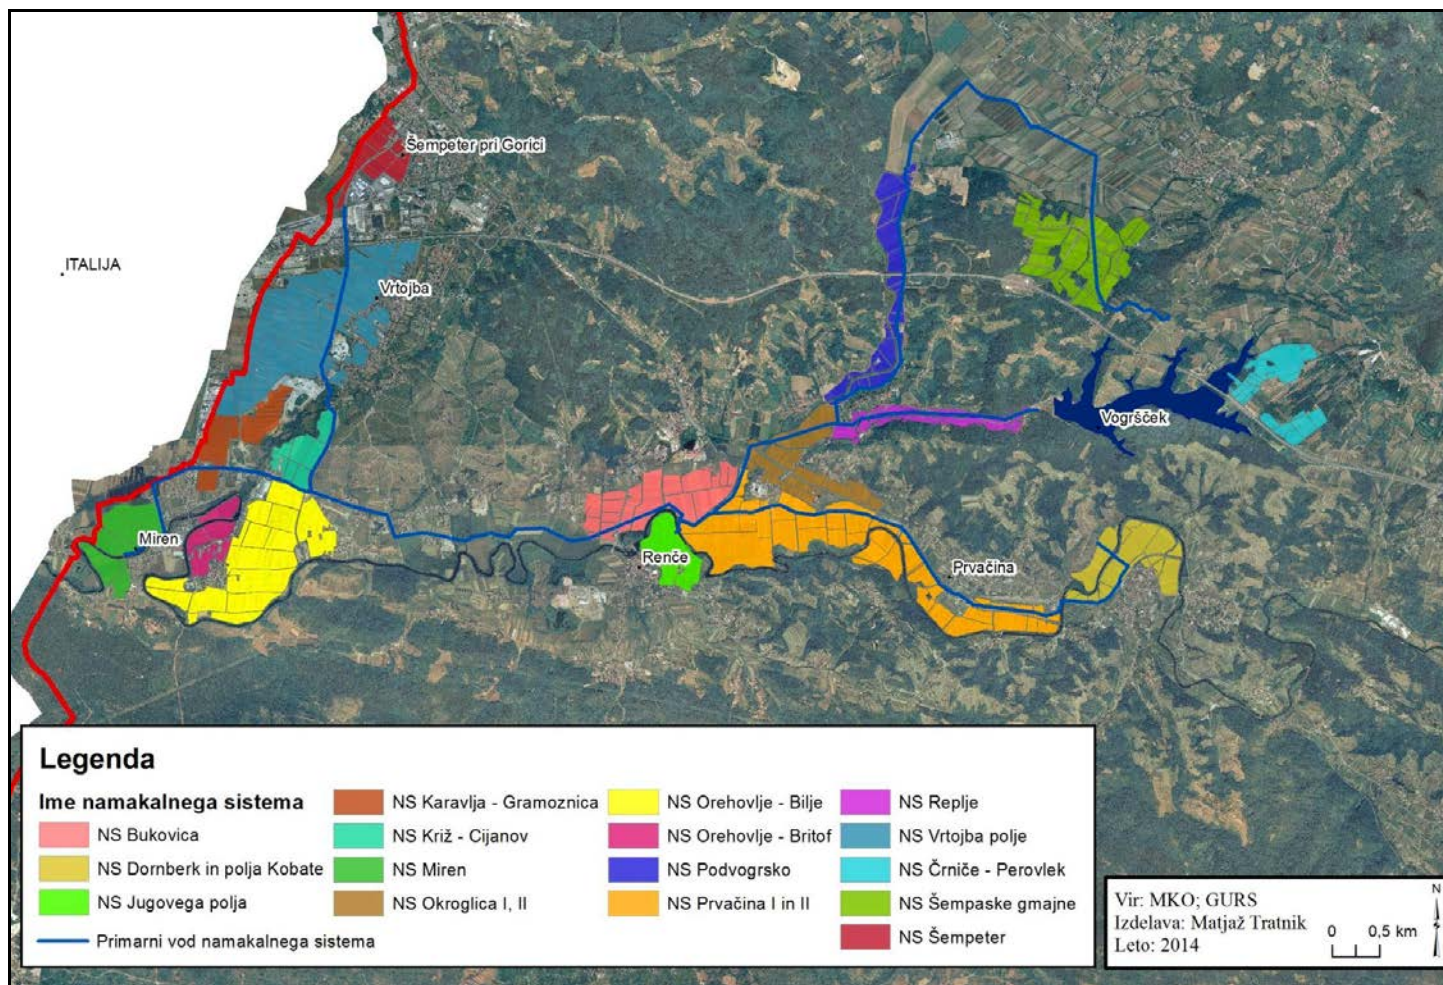 Šempeter pri Gorici
ITALIJA
Vrtojba
Vogršček
Miren
Renče
Prvačina
Legenda
Ime namakalnega sistema
NS Bukovica
NS Dornberk in polja Kobate
NS Jugovega polja
Primarni vod namakalnega sistema
NS Karavlja - Gramoznica
NS Križ - Cijanov
NS Miren
NS Okroglica I, II
NS Orehovlje - Bilje
NS Orehovlje - Britof
NS Podvogrsko
NS Prvačina I in II
NS Replje
NS Vrtojba polje
NS Črniče - Perovlek
NS Šempaske gmajne
NS Šempeter
Vir: MKO; GURS
Izdelava: Matjaž Tratnik
Leto: 2014
0 0,5 km
N